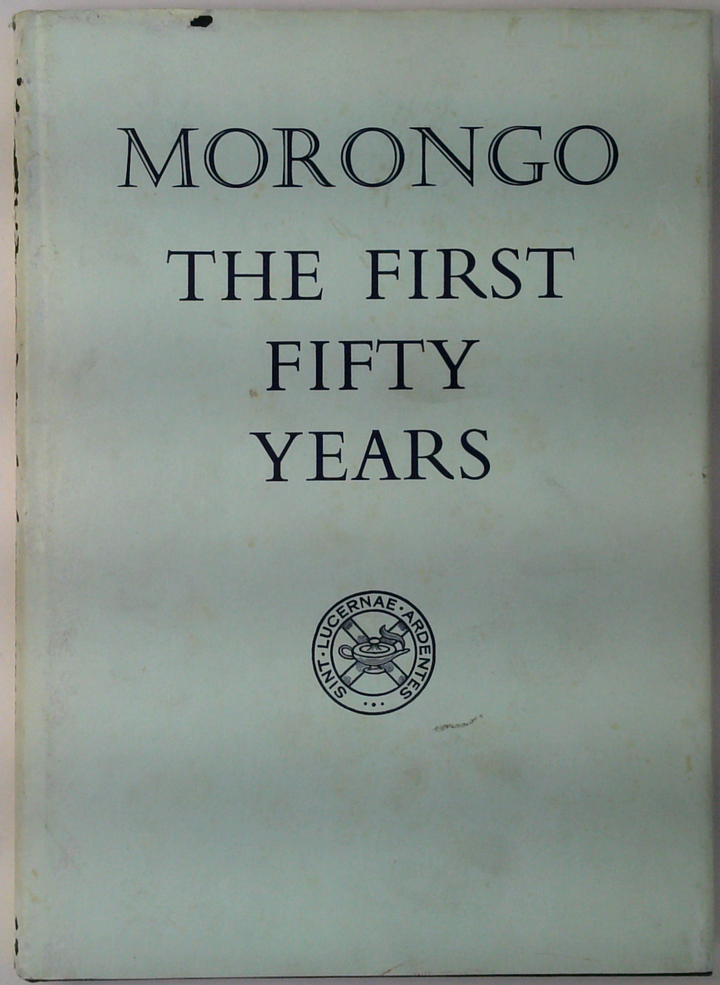 MORONGO
THE FIRST
FIFTY
YEARS
SINT · LUCERNAE · ARDENTES